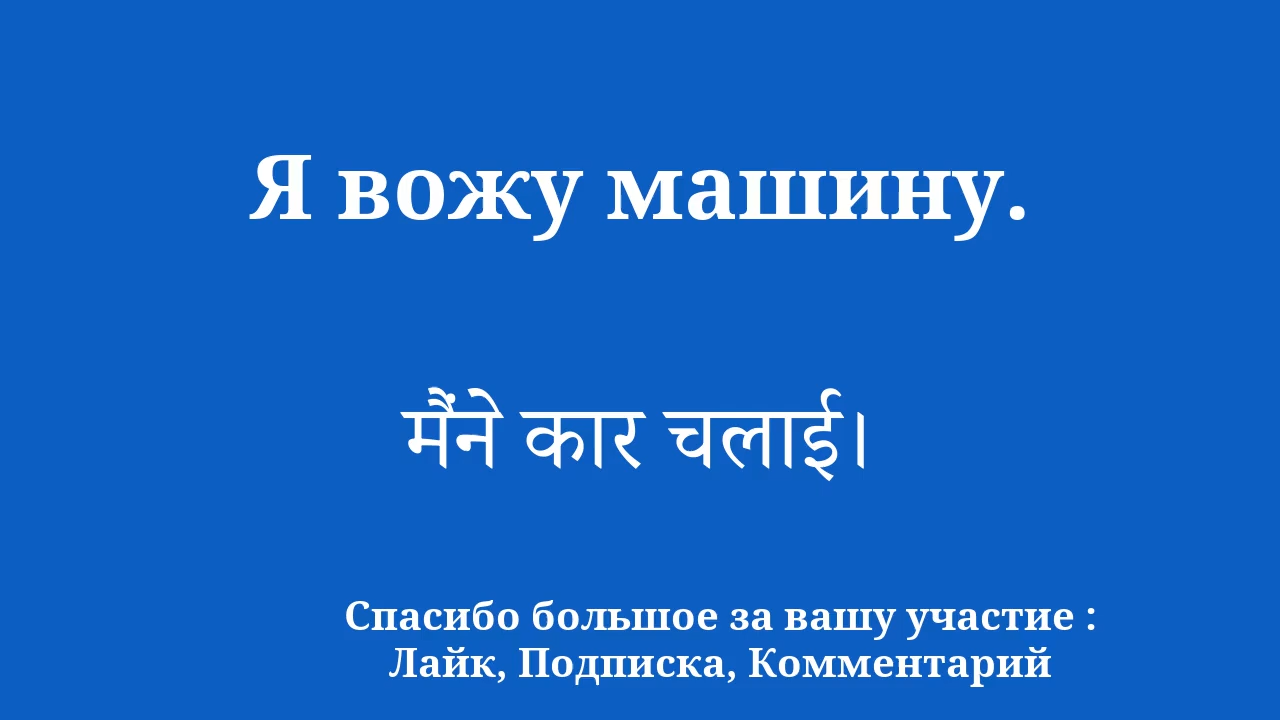 Я вожу машину.
मैंने कार चलाई।
Спасибо большое за вашу участие :
Лайк, Подписка, Комментарий